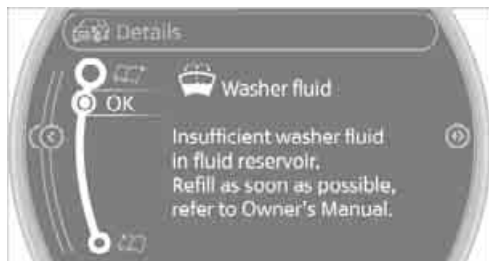 Details
Washer fluid
OK
Insufficient washer fluid
in fluid reservoir.
Refill as soon as possible,
refer to Owner's Manual.